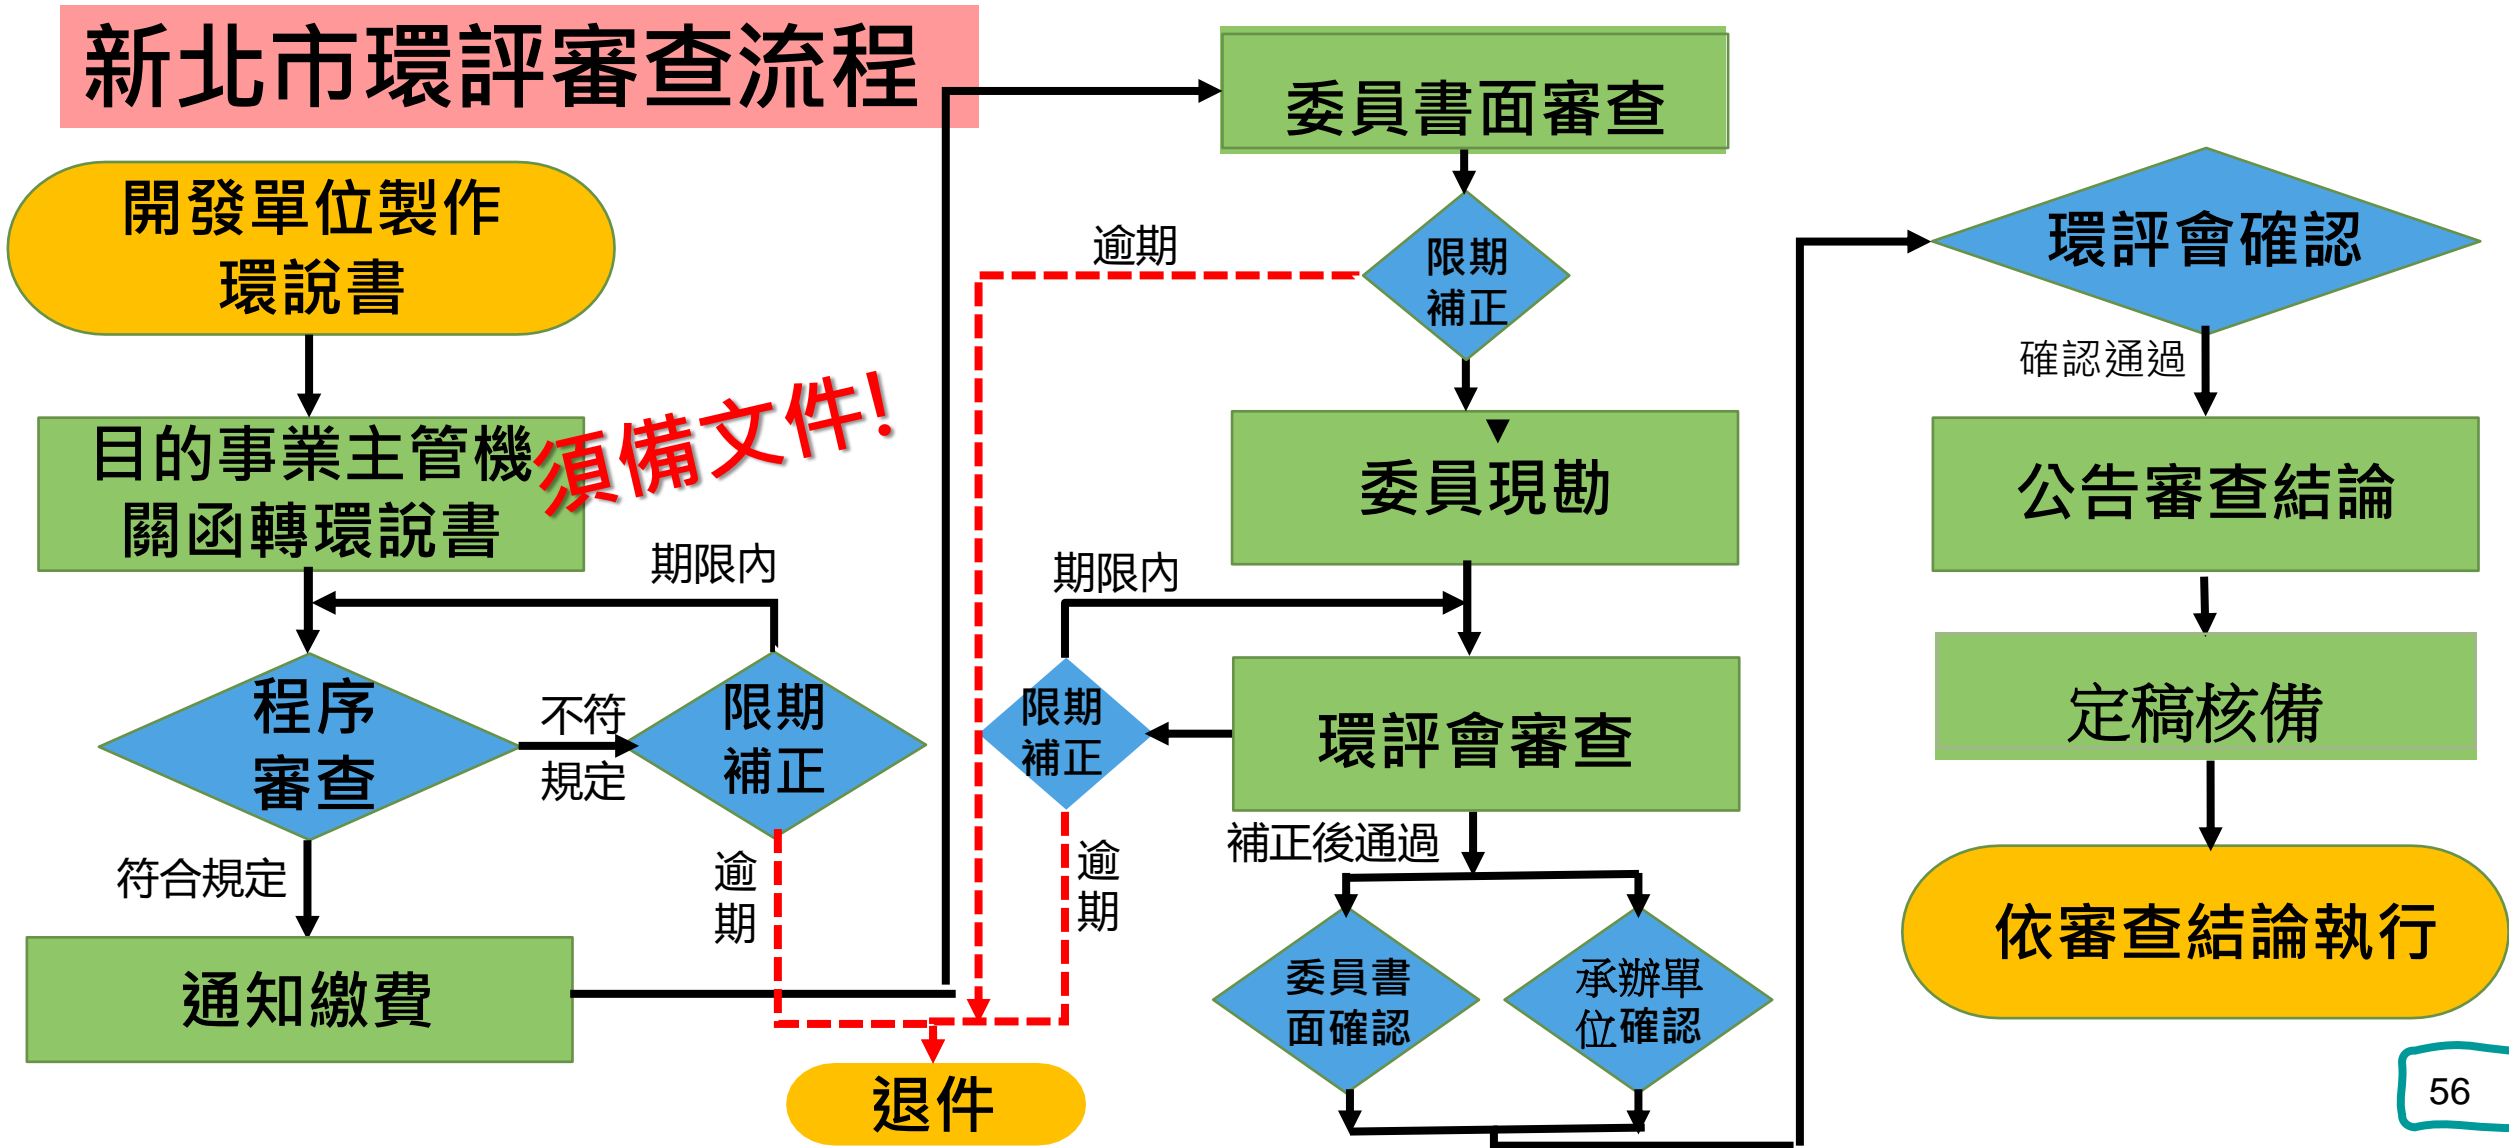 新北市環評審查流程
開發單位製作
環說書
目的事業主管機
關函轉環說書
須備文件!
期限內
程序
審查
不符
規定
限期
補正
符合規定
逾
期
通知繳費
退件
委員書面審查
逾期
限期
補正
委員現勘
期限內
限期
補正
環評會審查
逾
期
補正後通過
委員書
面確認
承辦單
位確認
環評會確認
確認通過
公告審查結論
定稿核備
依審查結論執行
56